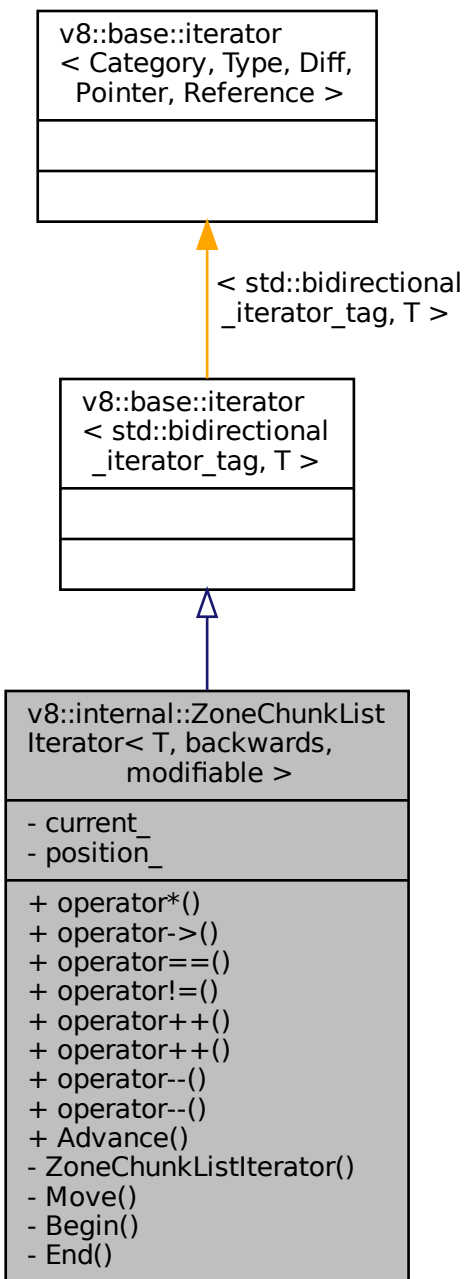 v8::base::iterator
< Category, Type, Diff,
Pointer, Reference >
< std::bidirectional
_iterator_tag, T >
v8::base::iterator
< std::bidirectional
_iterator_tag, T >
v8::internal::ZoneChunkList
Iterator< T, backwards,
modifiable >
- current_
- position_
+ operator*()
+ operator->()
+ operator==()
+ operator!=()
+ operator++()
+ operator++()
+ operator--()
+ operator--()
+ Advance()
- ZoneChunkListIterator()
- Move()
- Begin()
- End()